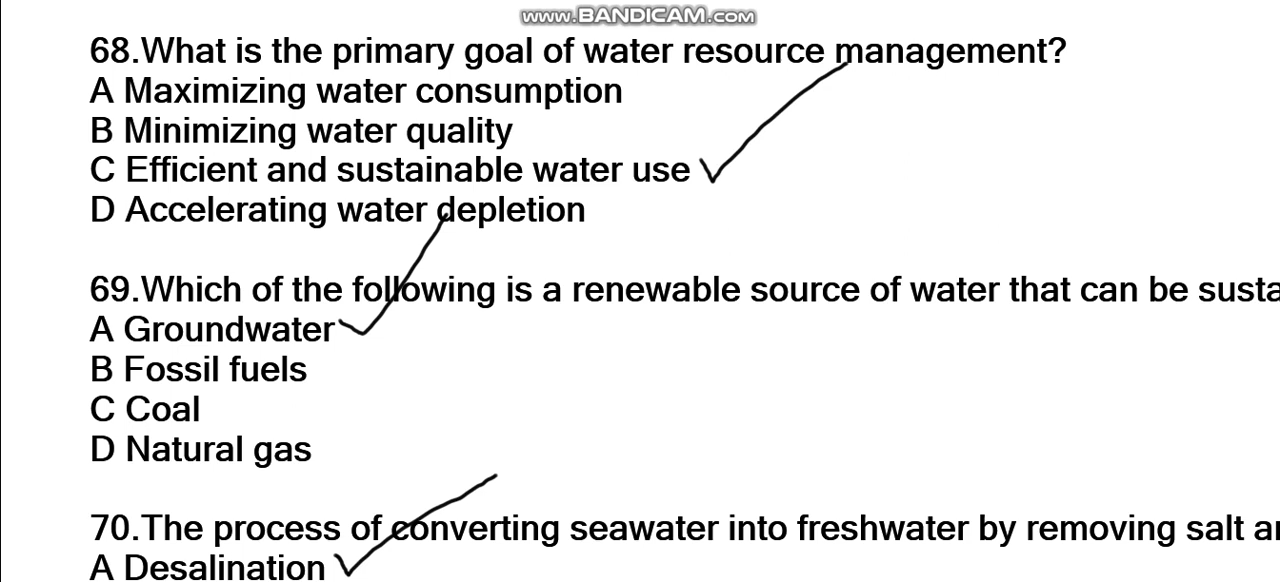 www.BANDICAM.com
68.What is the primary goal of water resource management?
A Maximizing water consumption
B Minimizing water quality
C Efficient and sustainable water use
D Accelerating water depletion
69.Which of the following is a renewable source of water that can be susta
A Groundwater
B Fossil fuels
C Coal
D Natural gas
70.The process of converting seawater into freshwater by removing salt an
A Desalination